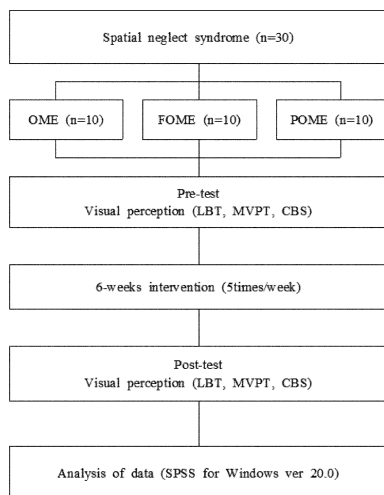 Spatial neglect syndrome (n=30)
OME (n=10)
FOME (n=10)
POME (n=10)
Pre-test
Visual perception (LBT, MVPT, CBS)
6-weeks intervention (5times/week)
Post-test
Visual perception (LBT, MVPT, CBS)
Analysis of data (SPSS for Windows ver 20.0)